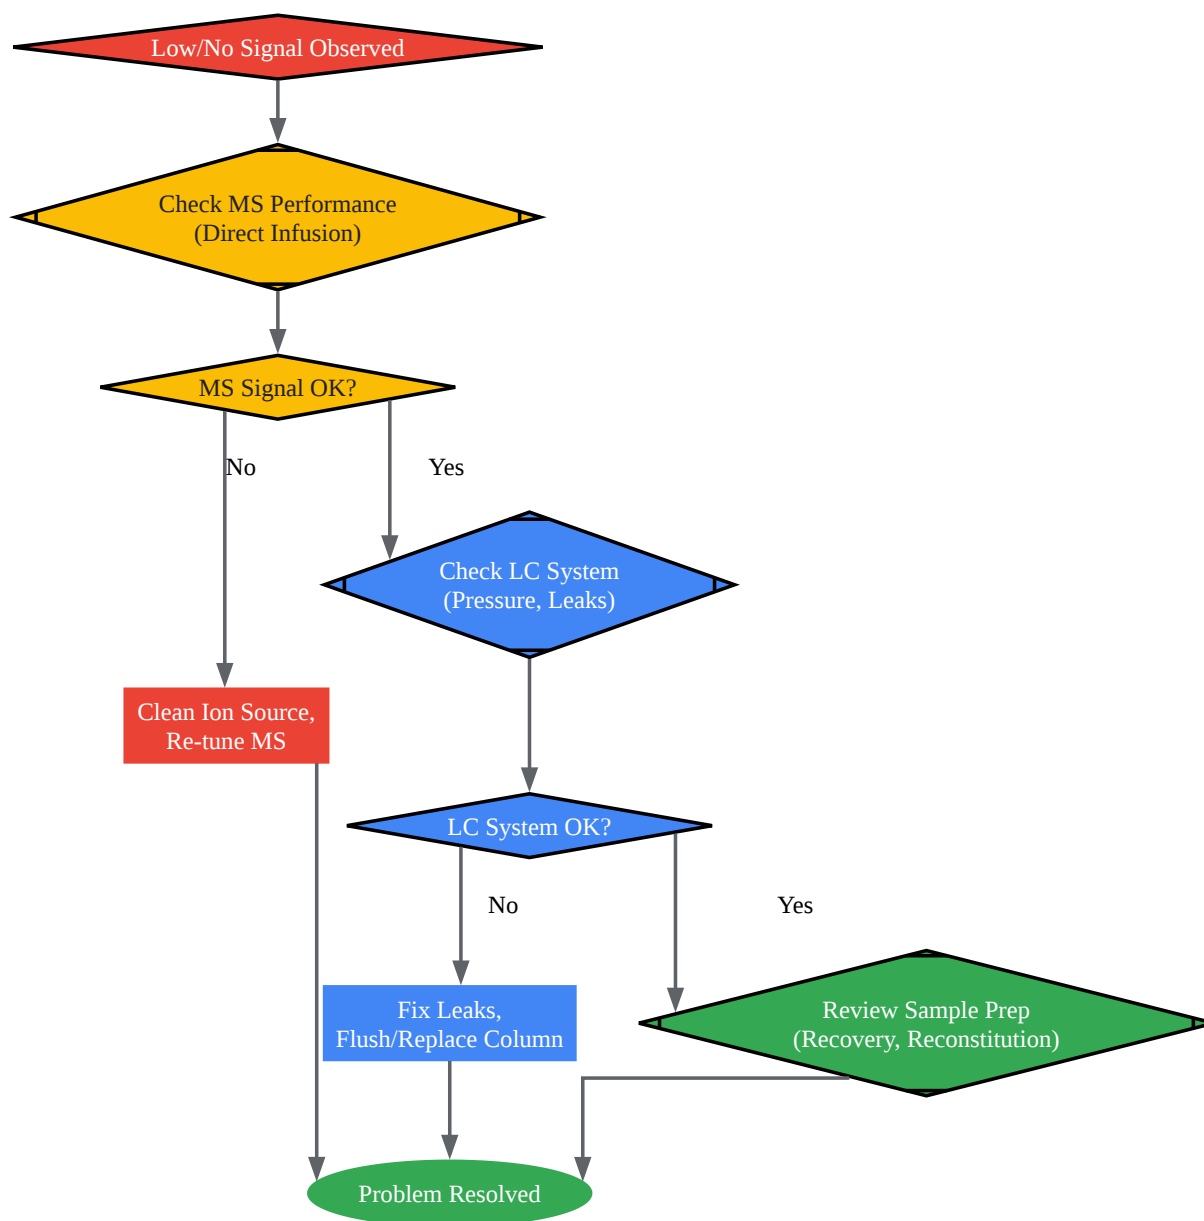 Low/No Signal Observed
Check MS Performance
(Direct Infusion)
MS Signal OK?
No
Yes
Check LC System
(Pressure, Leaks)
Clean Ion Source,
Re-tune MS
LC System OK?
No
Yes
Fix Leaks,
Flush/Replace Column
Review Sample Prep
(Recovery, Reconstitution)
Problem Resolved